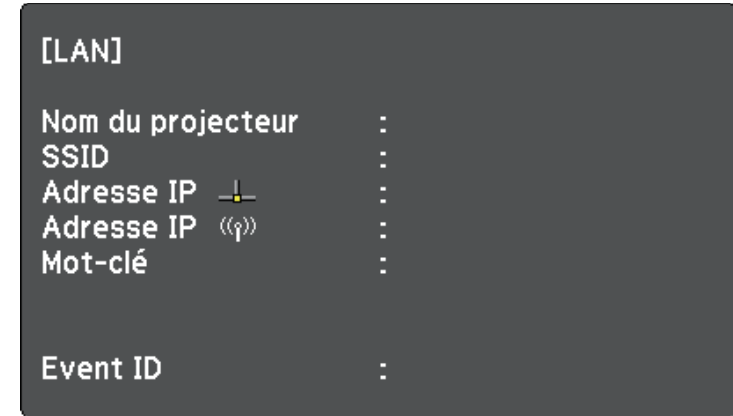 [LAN]
Nom du projecteur :
SSID :
Adresse IP :
Adresse IP :
Mot-clé :
Event ID :